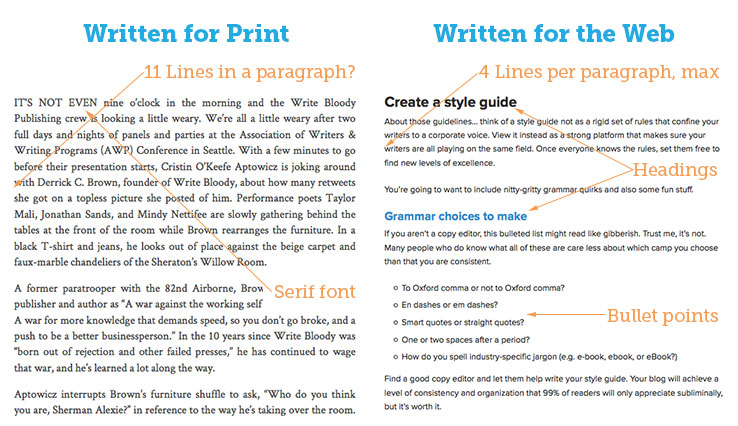 Written for Print
11 Lines in a paragraph?
IT'S NOT EVEN nine o'clock in the morning and the Write Bloody
Publishing crew is looking a little weary. We're all a little weary after two
full days and nights of panels and parties at the Association of Writers &
Writing Programs (AWP) Conference in Seattle. With a few minutes to go
before their presentation starts, Cristin O'Keefe Aptowicz is joking around
with Derrick C. Brown, founder of Write Bloody, about how many retweets
she got on a topless picture she posted of him. Performance poets Taylor
Mali, Jonathan Sands, and Mindy Nettifee are slowly gathering behind the
tables at the front of the room while Brown rearranges the furniture. In a
black T-shirt and jeans, he looks out of place against the beige carpet and
faux-marble chandeliers of the Sheraton's Willow Room.
Serif font
A former paratrooper with the 82nd Airborne, Brow
publisher and author as “A war against the working self
A war for more knowledge that demands speed, so you don't go broke, and a
push to be a better businessperson.” In the 10 years since Write Bloody was
“born out of rejection and other failed presses,” he has continued to wage
that war, and he's learned a lot along the way.
Aptowicz interrupts Brown's furniture shuffle to ask, “Who do you think
you are, Sherman Alexie?” in reference to the way he's taking over the room.
Written for the Web
4 Lines per paragraph, max
Create a style guide
About those guidelines... think of a style guide not as a rigid set of rules that confine your
writers to a corporate voice. View it instead as a strong platform that makes sure your
writers are all playing on the same field. Once everyone knows the rules, set them free to
find new levels of excellence.
Headings
You're going to want to include nitty-gritty grammar quirks and also some fun stuff.
Grammar choices to make
If you aren't a copy editor, this bulleted list might read like gibberish. Trust me, it's not.
Many people who do know what all of these are care less about which camp you choose
than that you are consistent.
To Oxford comma or not to Oxford comma?
En dashes or em dashes?
Smart quotes or straight quotes?
Bullet points
One or two spaces after a period?
How do you spell industry-specific jargon (e.g. e-book, ebook, or eBook?)
Find a good copy editor and let them help write your style guide. Your blog will achieve a
level of consistency and organization that 99% of readers will only appreciate subliminally,
but it's worth it.